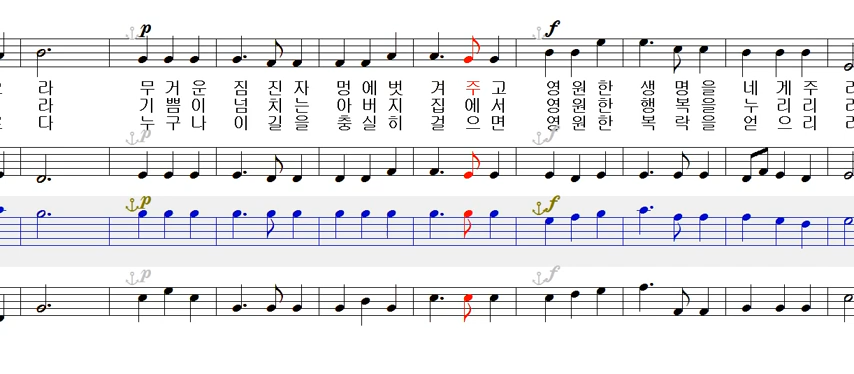 p f
라 무 거 운 짐 진 자 멍 에 벗 겨 주 고 영 원 한 생 명 을 네 게 주 리
라 기 쁨 이 넘 치 는 아 버 지 집 에 서 영 원 한 행 복 을 누 리 리 라
다 누 구 나 이 길 을 충 실 히 걸 으 면 영 원 한 복 락 을 얻 으 리 라
p f
p f
p f